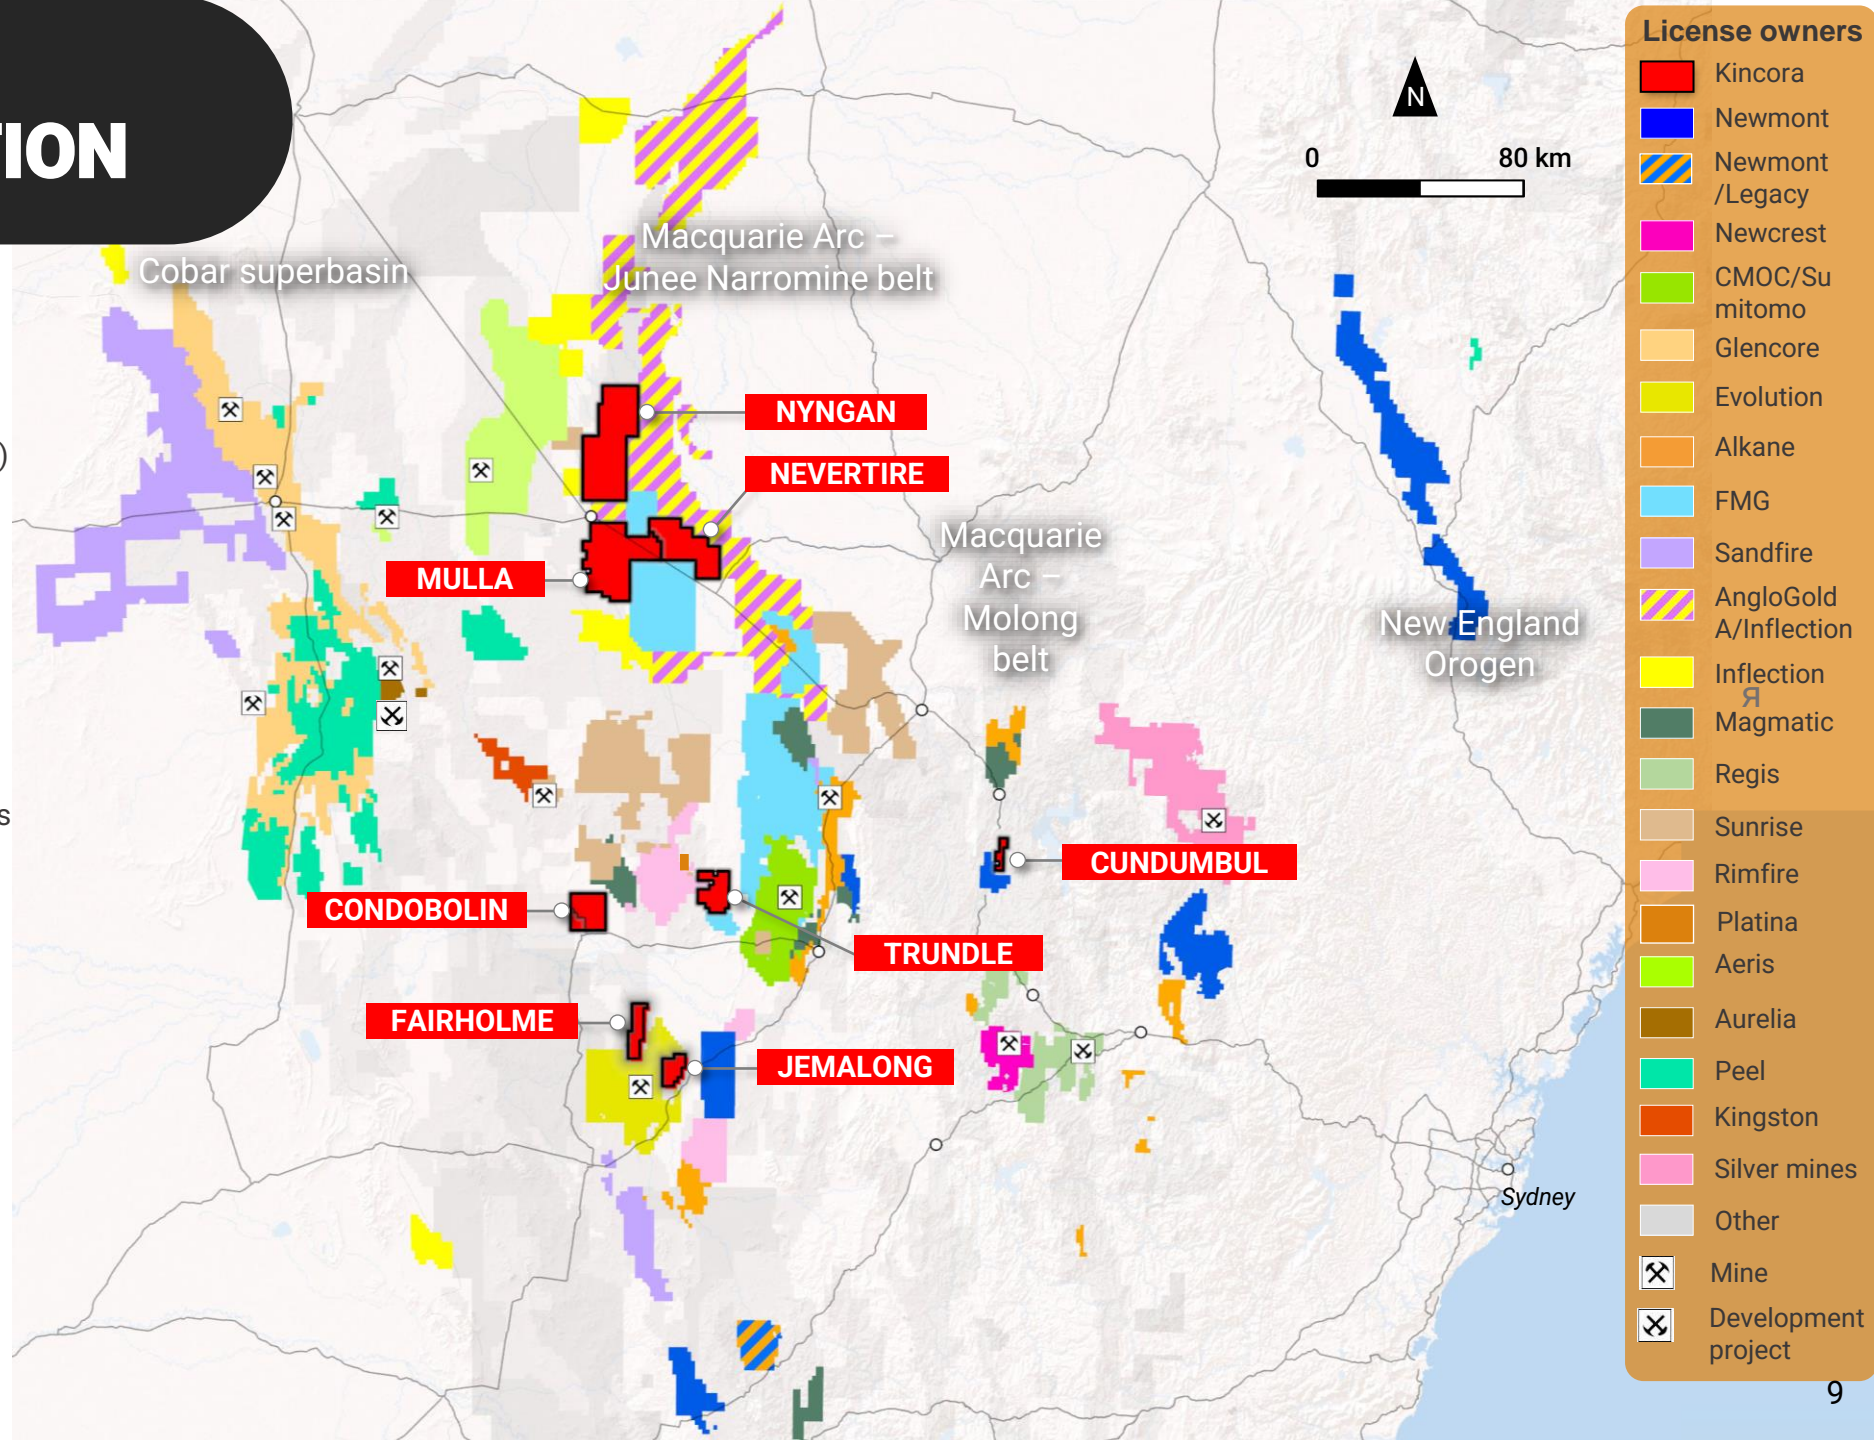 TION
)
s
Cobar superbasin
Macquarie Arc –
Junee Narromine belt
NYNGAN
NEVERTIRE
MULLA
Macquarie
Arc –
Molong
belt
New England
Orogen
CUNDUMBUL
CONDOBOLIN
TRUNDLE
FAIRHOLME
JEMALONG
Sydney
N
0 80 km
License owners
Kincora
Newmont
Newmont
/Legacy
Newcrest
CMOC/Su
mitomo
Glencore
Evolution
Alkane
FMG
Sandfire
AngloGold
A/Inflection
Inflection
Я
Magmatic
Regis
Sunrise
Rimfire
Platina
Aeris
Aurelia
Peel
Kingston
Silver mines
Other
Mine
Development
project
9